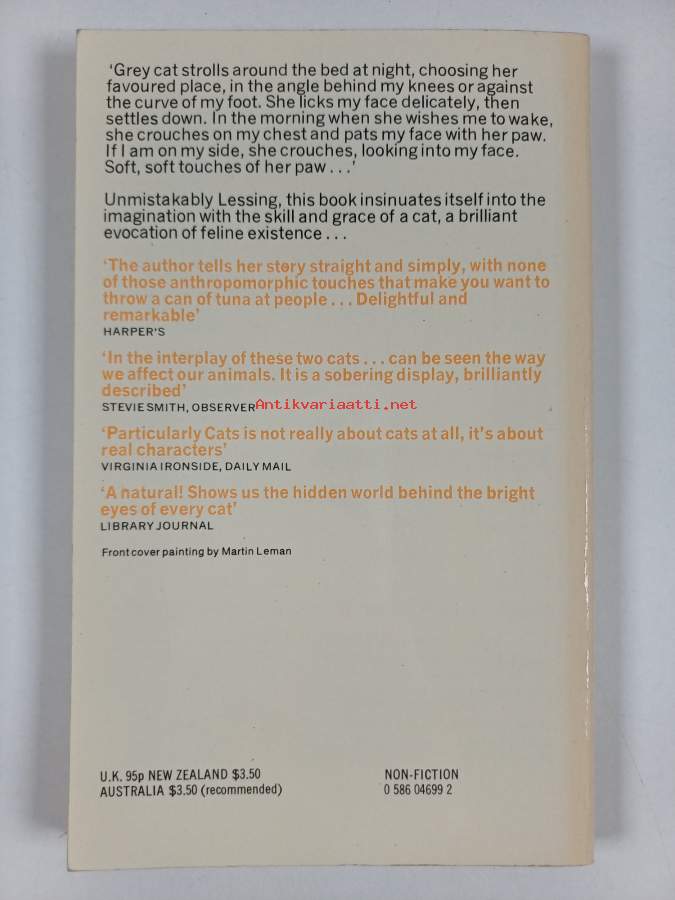 ‘Grey cat strolls around the bed at night, choosing her
favoured place, in the angle behind my knees or against
the curve of my foot. She licks my face delicately, then
settles down. In the morning when she wishes me to wake,
she crouches on my chest and pats my face with her paw.
If I am on my side, she crouches, looking into my face.
Soft, soft touches of her paw . . .’
Unmistakably Lessing, this book insinuates itself into the
imagination with the skill and grace of a cat, a brilliant
evocation of feline existence . . .
‘The author tells her story straight and simply, with none
of those anthropomorphic touches that make you want to
throw a can of tuna at people . . . Delightful and
remarkable’
HARPER'S
‘In the interplay of these two cats . . . can be seen the way
we affect our animals. It is a sobering display, brilliantly
described’
STEVIE SMITH, OBSERVER
Antikvariaatti.net
‘Particularly Cats is not really about cats at all, it's about
real characters’
VIRGINIA IRONSIDE, DAILY MAIL
‘A natural! Shows us the hidden world behind the bright
eyes of every cat’
LIBRARY JOURNAL
Front cover painting by Martin Leman
U.K. 95p NEW ZEALAND $3.50
AUSTRALIA $3.50 (recommended)
NON-FICTION
0 586 04699 2